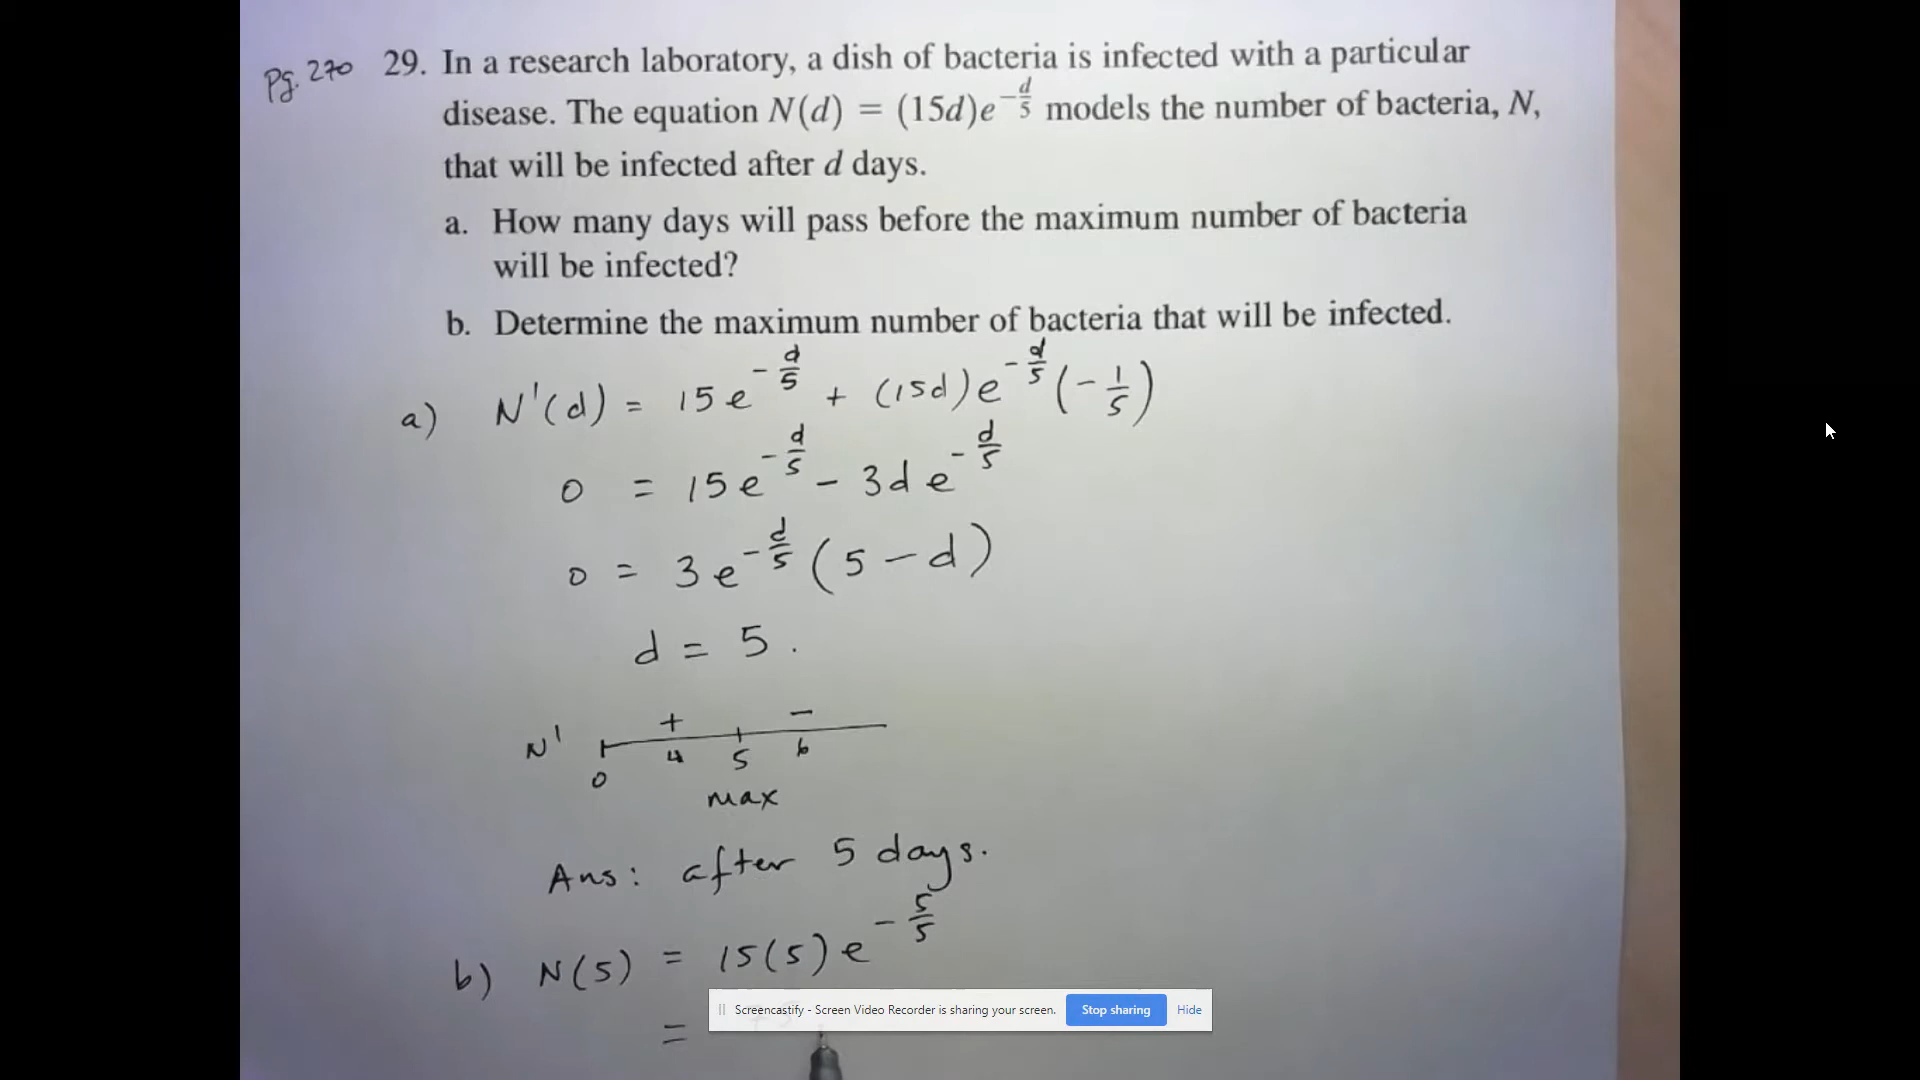 Pg. 270 29. In a research laboratory, a dish of bacteria is infected with a particular
disease. The equation N(d) = (15d)e^{-d/5} models the number of bacteria, N,
that will be infected after d days.
a. How many days will pass before the maximum number of bacteria
will be infected?
b. Determine the maximum number of bacteria that will be infected.
a) N'(d) = 15e^{-d/5} + (15d)e^{-d/5}(-1/5)
0 = 15e^{-d/5} - 3de^{-d/5}
0 = 3e^{-d/5}(5-d)
d = 5.
+ -
N'
0 4 5 6
max
Ans: after 5 days.
b) N(5) = 15(5)e^{-5/5}
Screencastify - Screen Video Recorder is sharing your screen. Stop sharing Hide
=